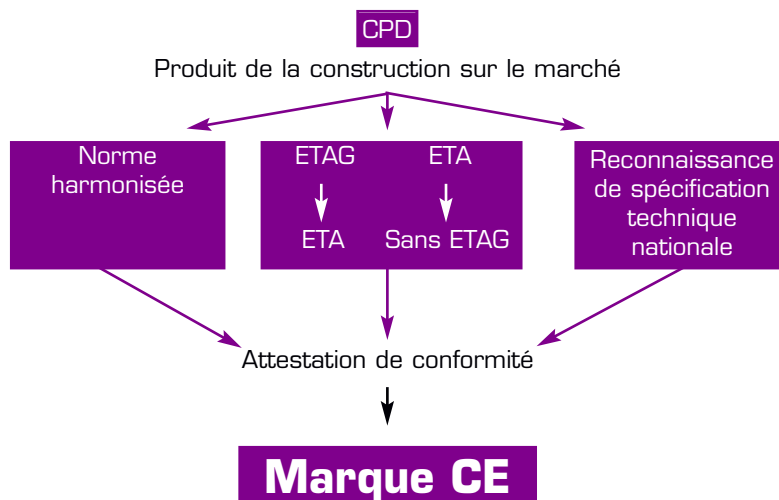 CPD
Produit de la construction sur le marché
Norme
harmonisée
ETAG
ETA
ETA
Sans ETAG
Reconnaissance
de spécification
technique
nationale
Attestation de conformité
Marque CE